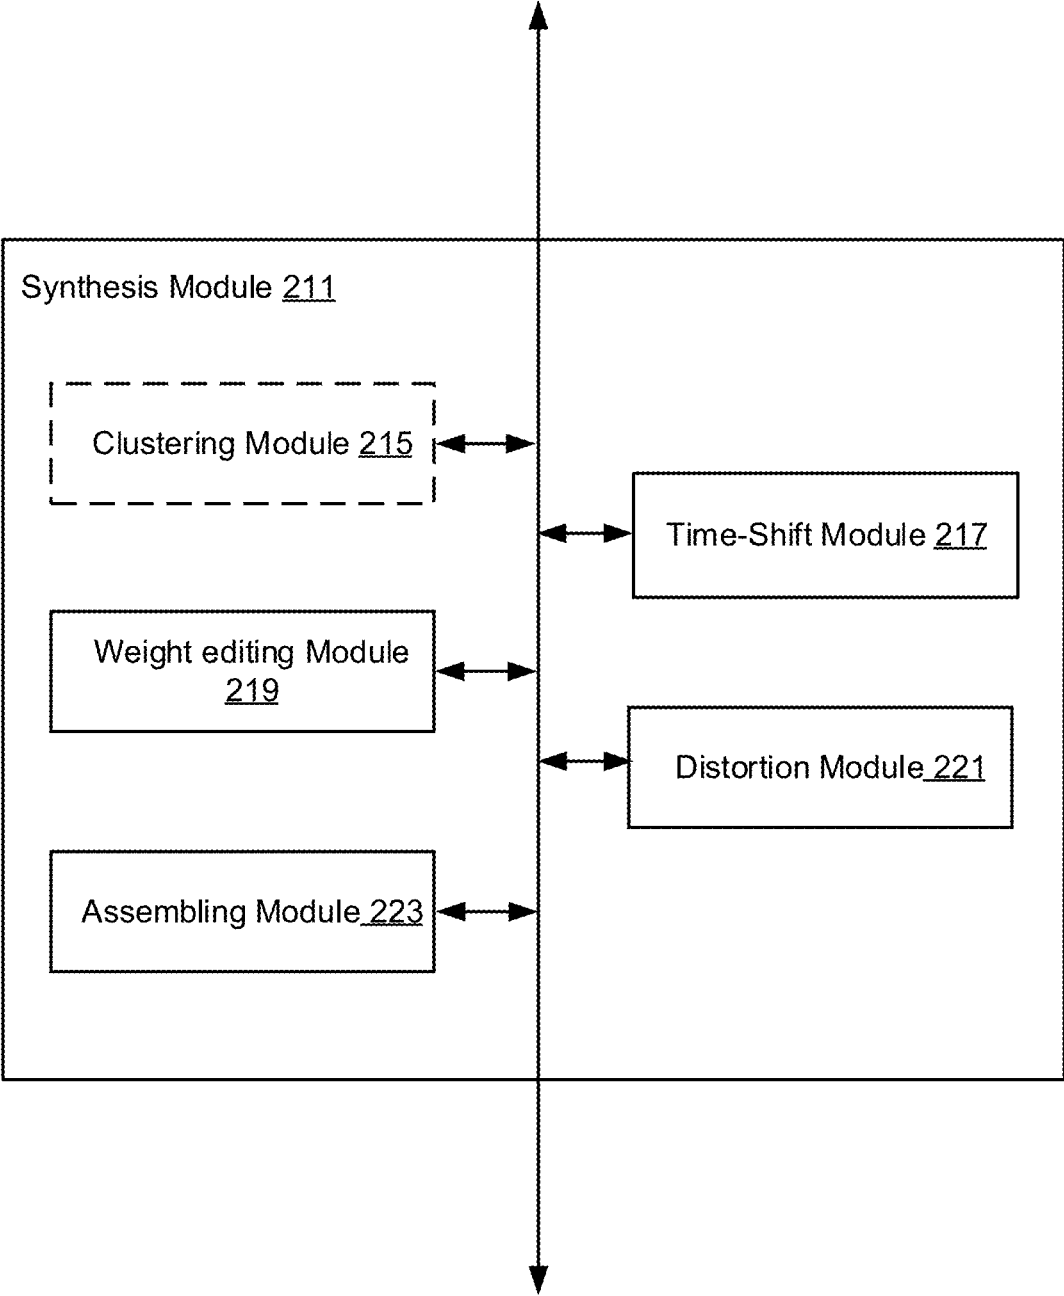 Synthesis Module 211
Clustering Module 215
Time-Shift Module 217
Weight editing Module
219
Distortion Module 221
Assembling Module 223